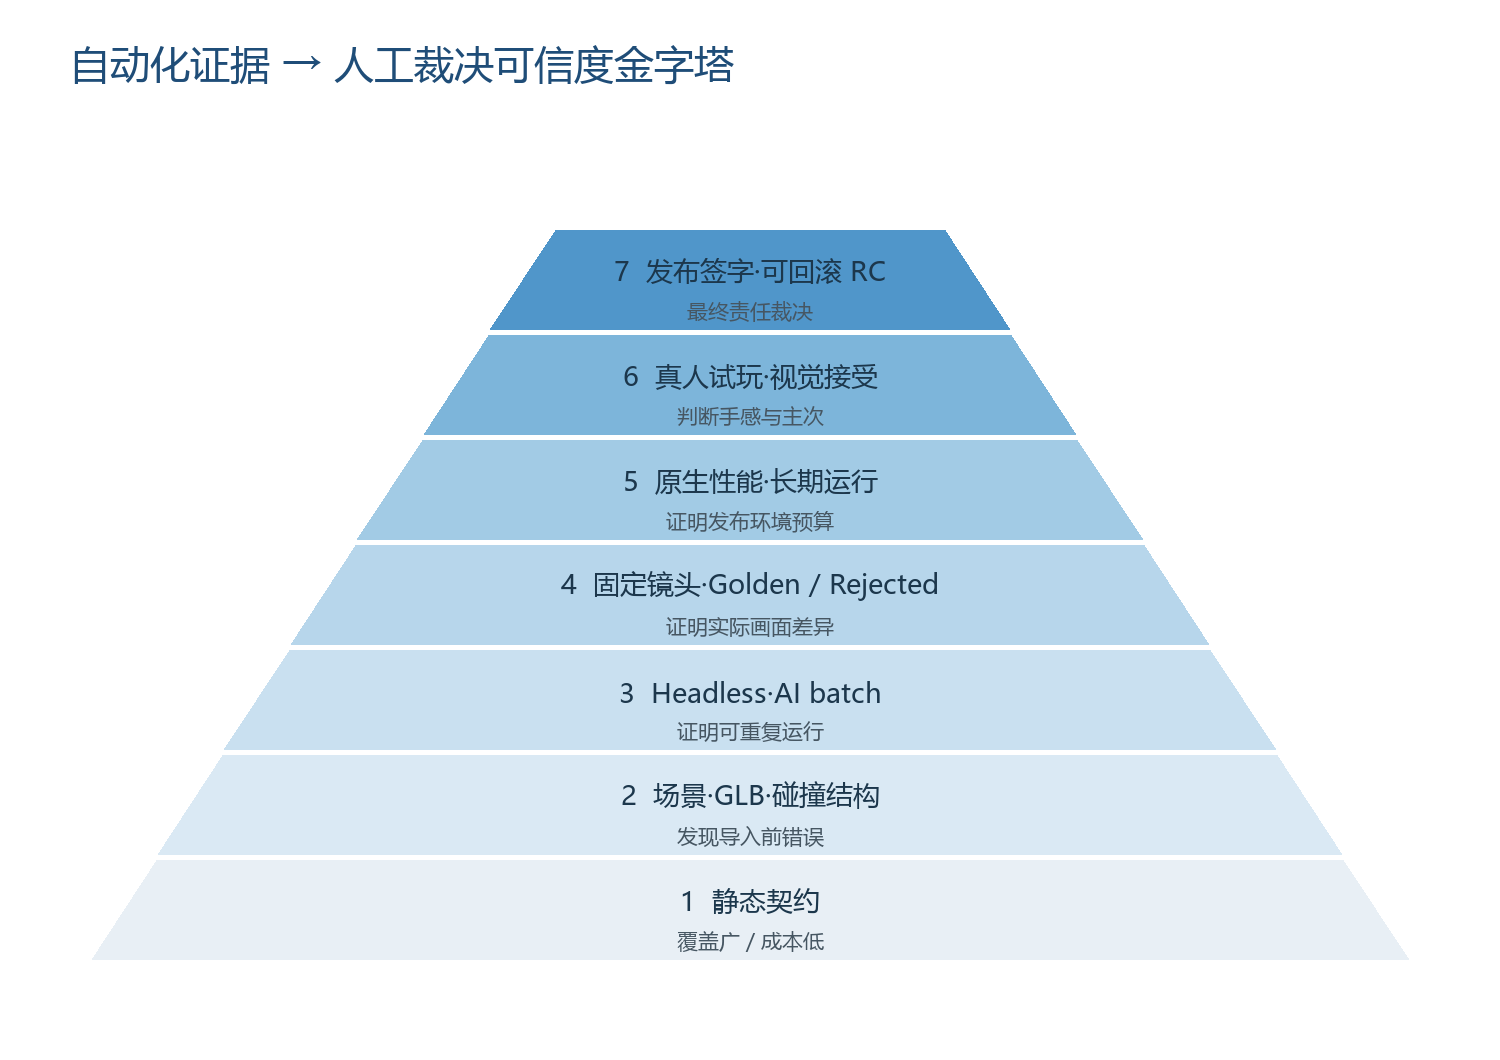 自动化证据 → 人工裁决可信度金字塔
7 发布签字·可回滚 RC
最终责任裁决
6 真人试玩·视觉接受
判断手感与主次
5 原生性能·长期运行
证明发布环境预算
4 固定镜头·Golden / Rejected
证明实际画面差异
3 Headless·AI batch
证明可重复运行
2 场景·GLB·碰撞结构
发现导入前错误
1 静态契约
覆盖广 / 成本低